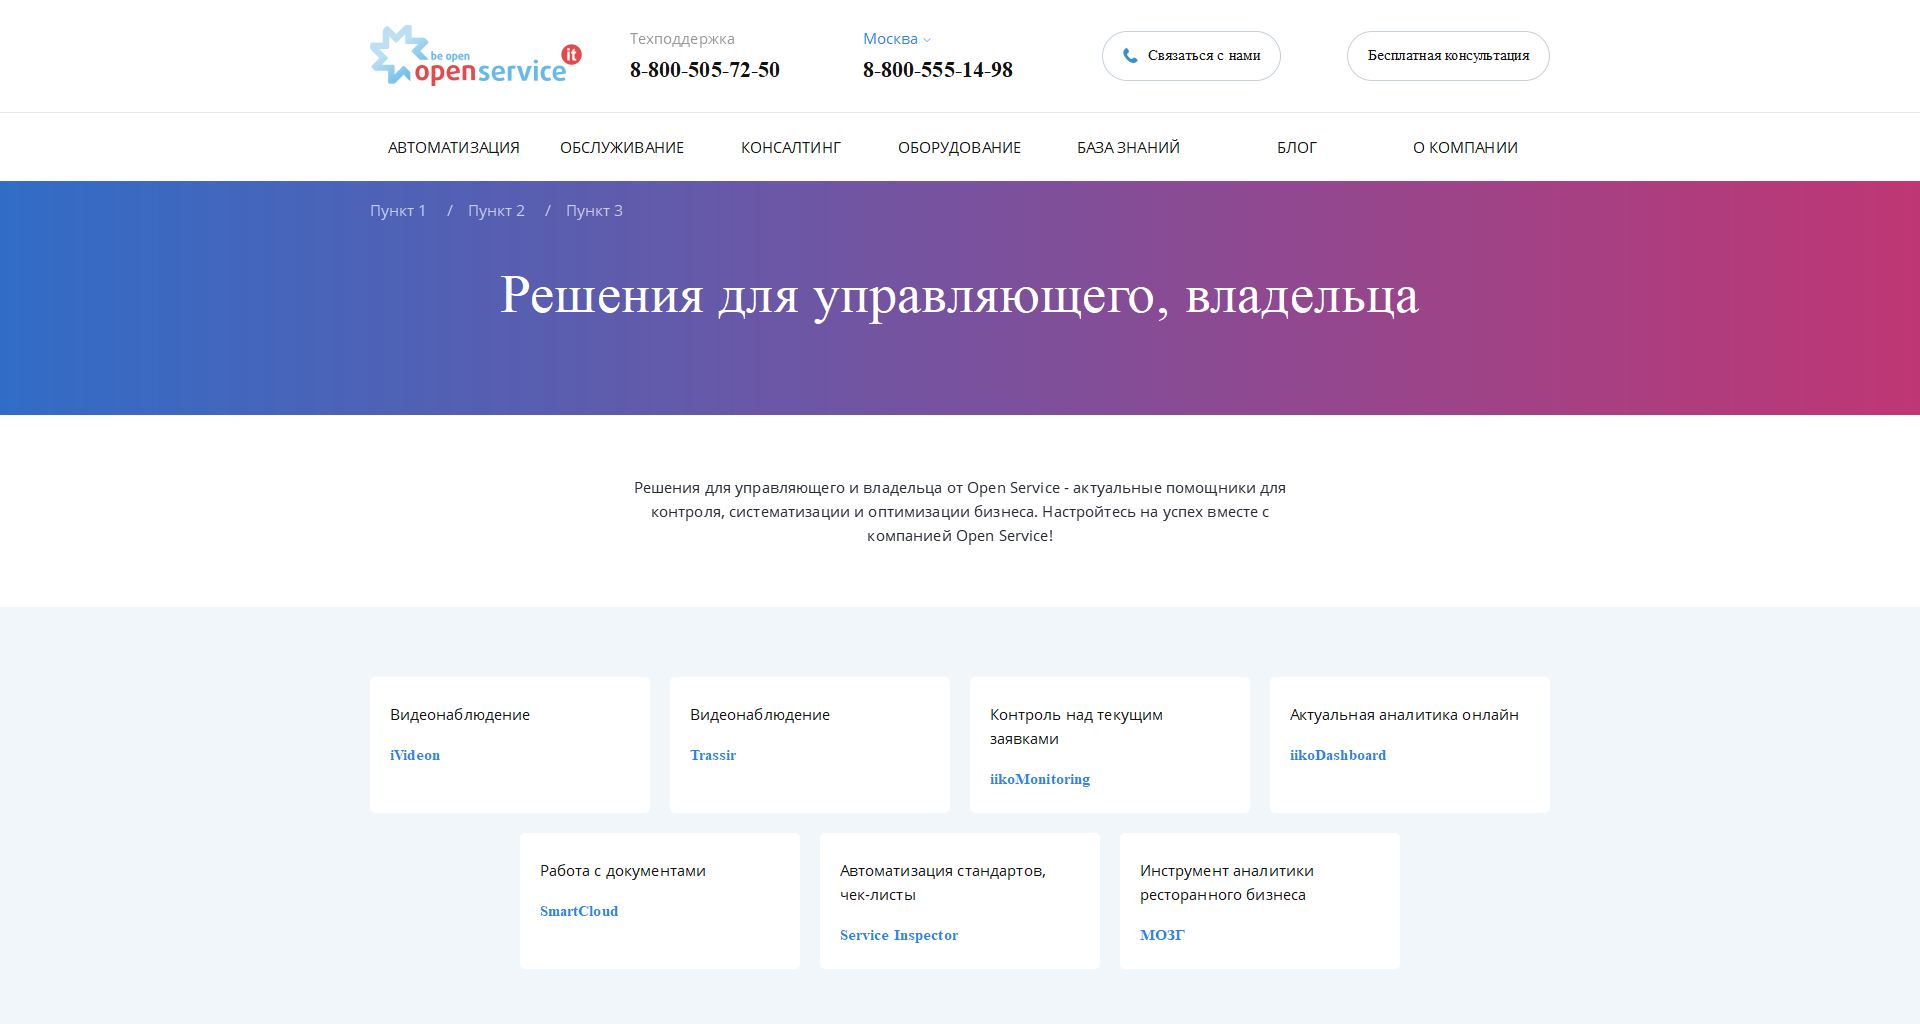 be open
openservice it
Техподдержка
8-800-505-72-50
Москва
8-800-555-14-98
Связаться с нами
Бесплатная консультация
АВТОМАТИЗАЦИЯ
ОБСЛУЖИВАНИЕ
КОНСАЛТИНГ
ОБОРУДОВАНИЕ
БАЗА ЗНАНИЙ
БЛОГ
О КОМПАНИИ
Пункт 1 / Пункт 2 / Пункт 3
Решения для управляющего, владельца
Решения для управляющего и владельца от Open Service - актуальные помощники для
контроля, систематизации и оптимизации бизнеса. Настройтесь на успех вместе с
компанией Open Service!
Видеонаблюдение
iVideon
Видеонаблюдение
Trassir
Контроль над текущим
заявками
iikoMonitoring
Актуальная аналитика онлайн
iikoDashboard
Работа с документами
SmartCloud
Автоматизация стандартов,
чек-листы
Service Inspector
Инструмент аналитики
ресторанного бизнеса
МОЗГ